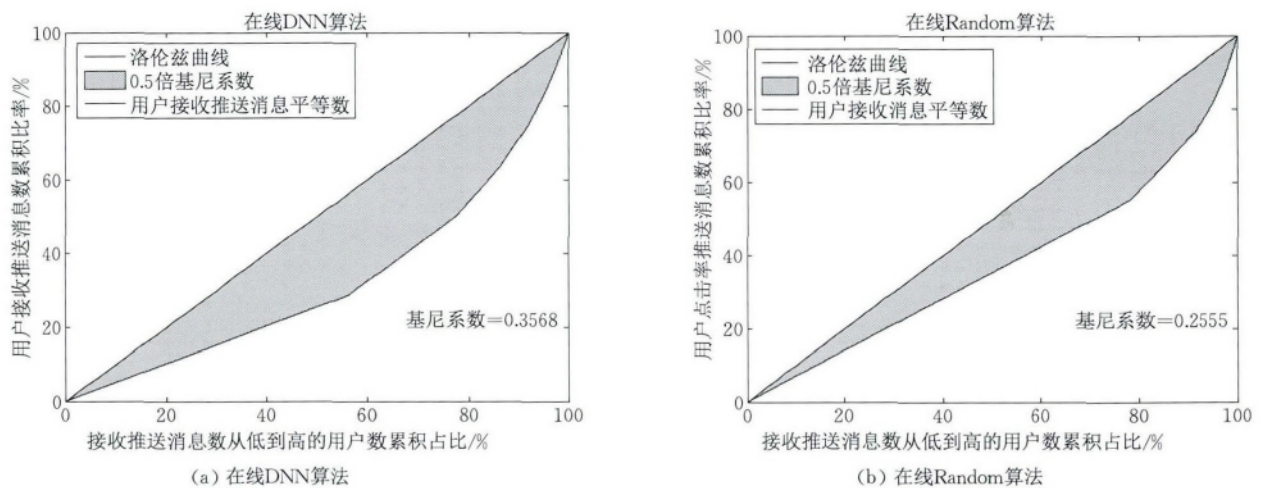 在线DNN算法
100
80
60
40
20
0
洛伦兹曲线
0.5倍基尼系数
用户接收推送消息平等数
基尼系数=0.3568
用户接收推送消息数累积比率/%
0 20 40 60 80 100
接收推送消息数从低到高的用户数累积占比/%
(a) 在线DNN算法
在线Random算法
100
80
60
40
20
0
洛伦兹曲线
0.5倍基尼系数
用户接收消息平等数
基尼系数=0.2555
用户点击率推送消息数累积比率/%
0 20 40 60 80 100
接收推送消息数从低到高的用户数累积占比/%
(b) 在线Random算法